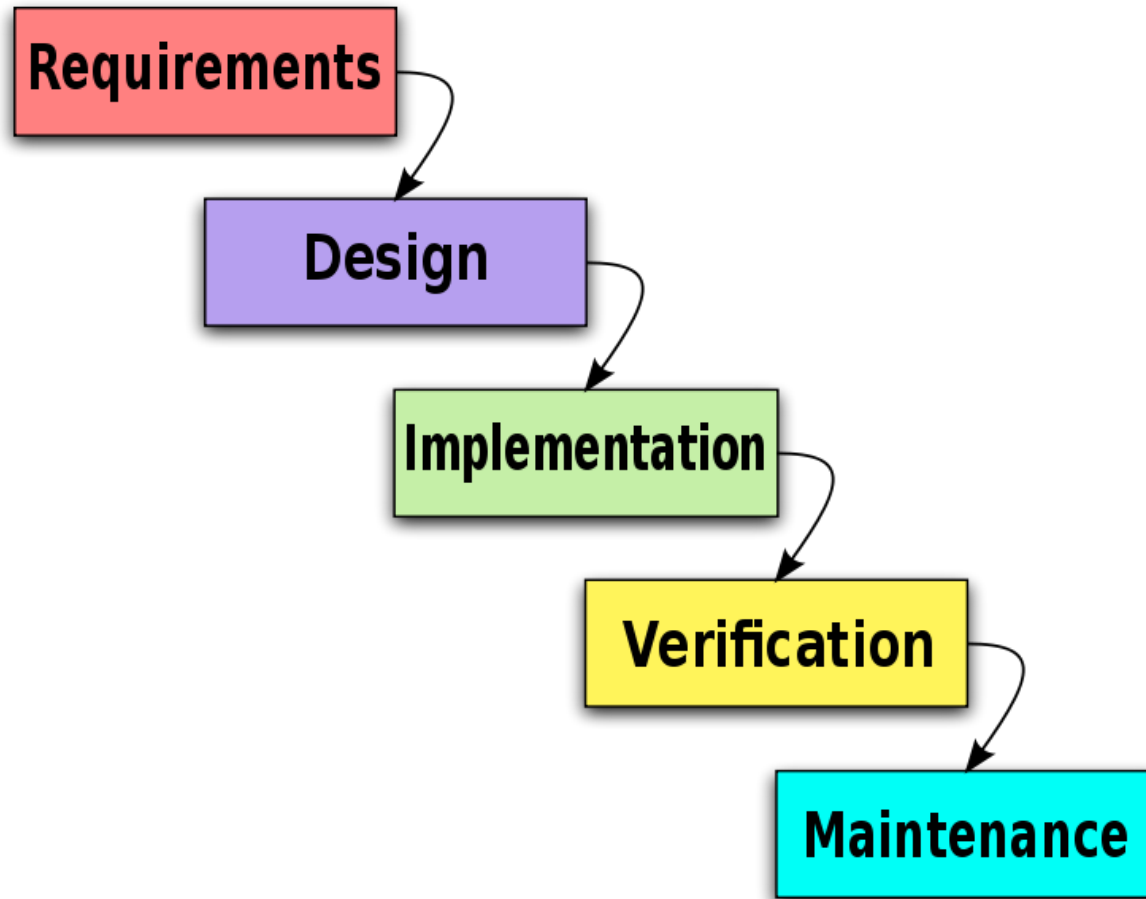 Requirements
Design
Implementation
Verification
Maintenance